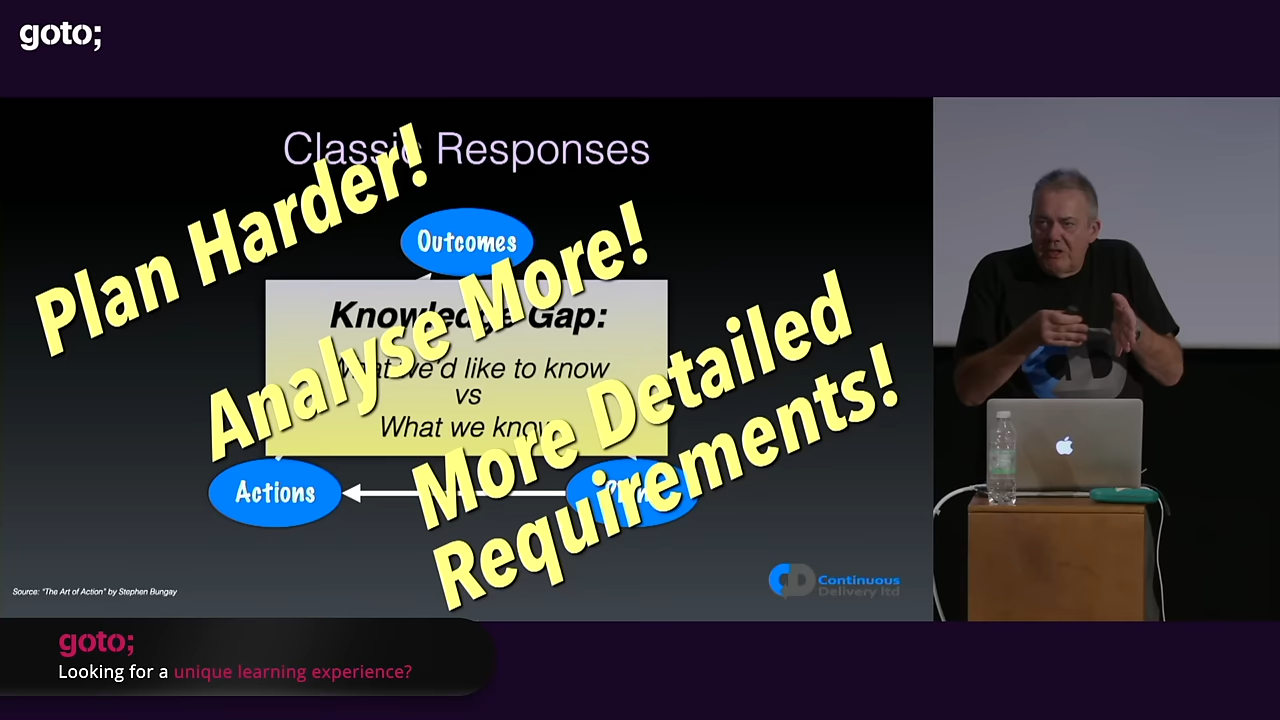 goto;
Classic Responses
Plan Harder!
Outcomes
Analyse More!
Knowledge Gap:
What we'd like to know
vs
What we know
More Detailed
Requirements!
Actions
Source: "The Art of Action" by Stephen Bungay
CD Continuous
Delivery ltd
CD
goto;
Looking for a unique learning experience?